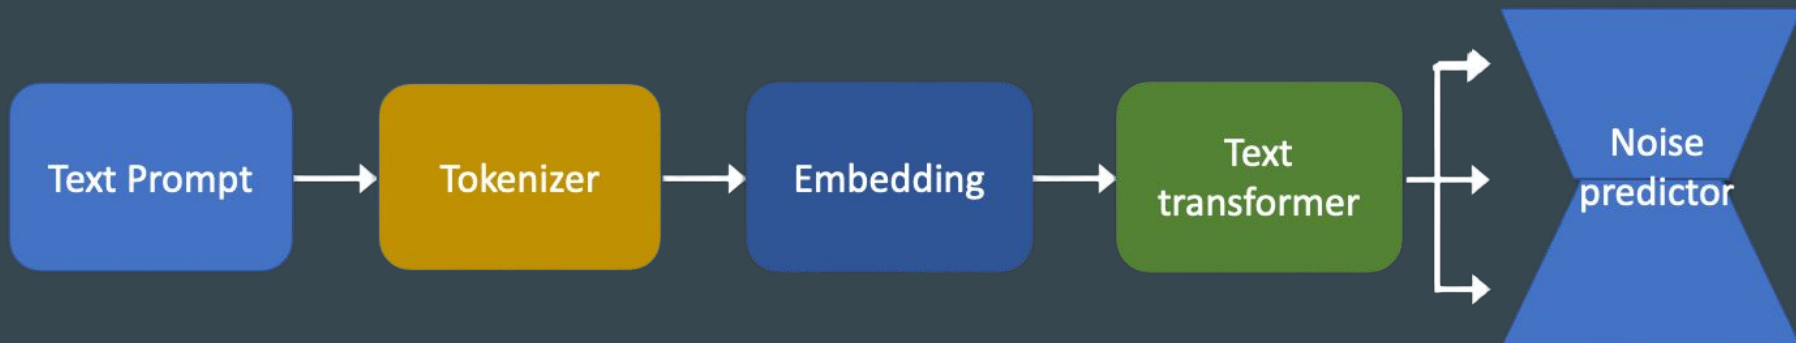 Text Prompt
Tokenizer
Embedding
Text
transformer
Noise
predictor